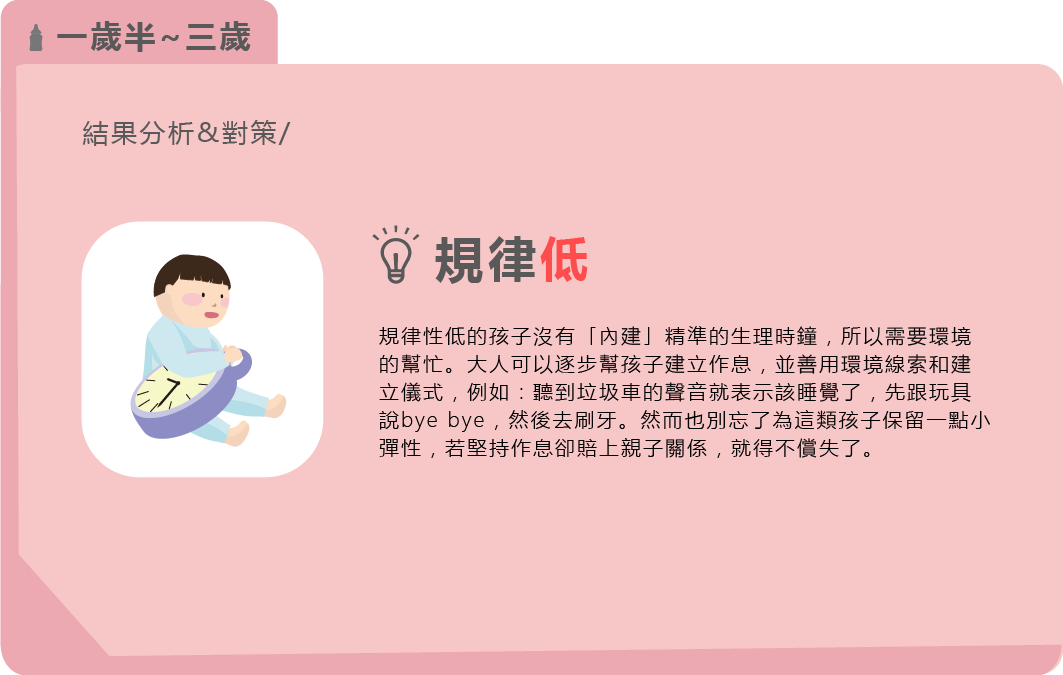 一歲半~三歲
結果分析&對策/
規律低
規律性低的孩子沒有「內建」精準的生理時鐘，所以需要環境
的幫忙。大人可以逐步幫孩子建立作息，並善用環境線索和建
立儀式，例如：聽到垃圾車的聲音就表示該睡覺了，先跟玩具
說bye bye，然後去刷牙。然而也別忘了為這類孩子保留一點小
彈性，若堅持作息卻賠上親子關係，就得不償失了。